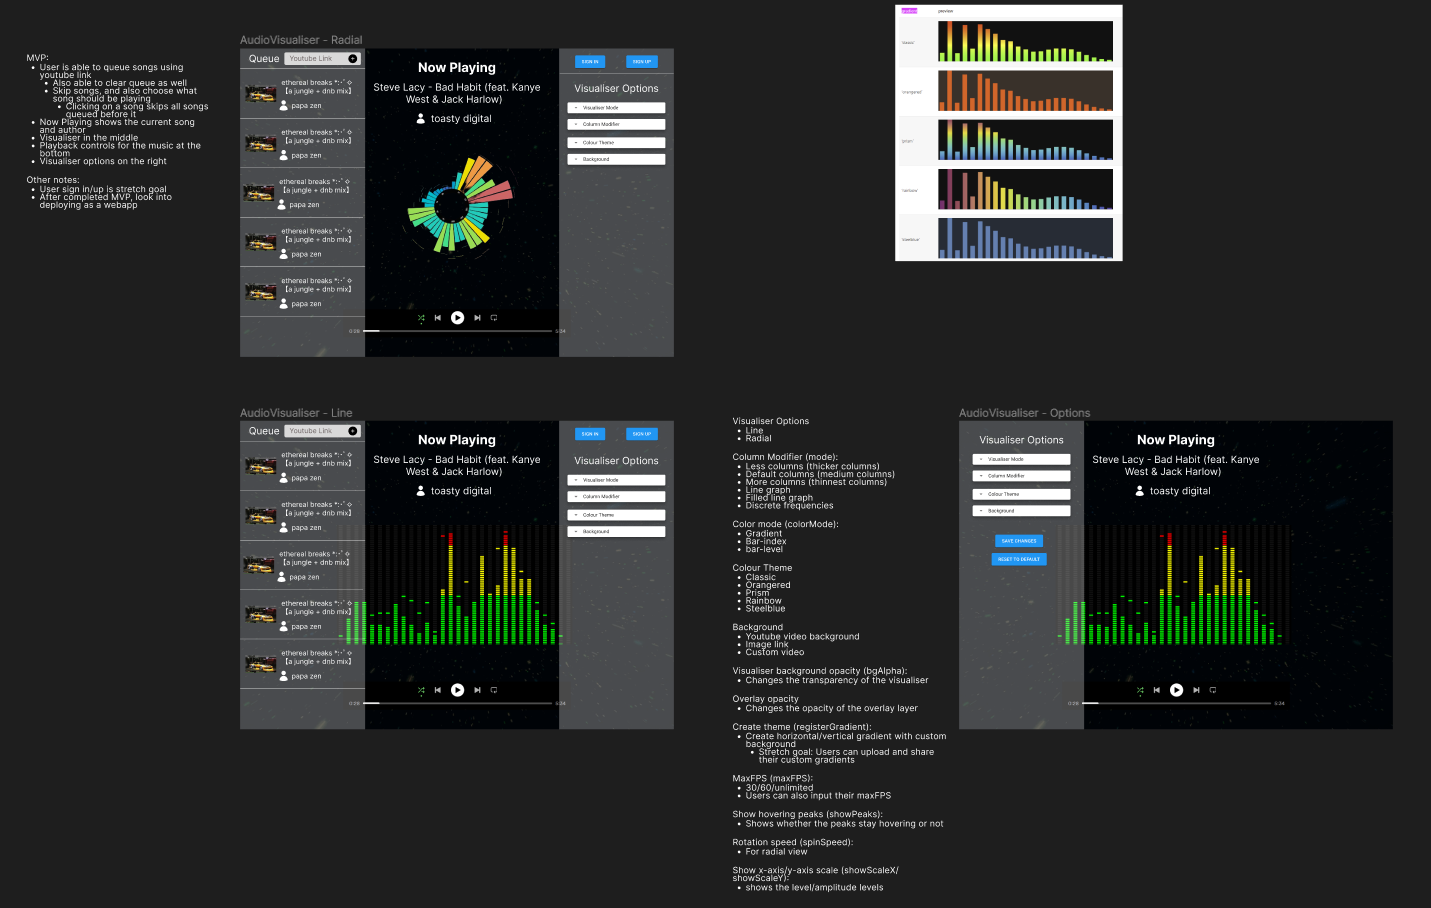 MVP:
User is able to queue songs using
youtube link
Also able to clear queue as well
Skip songs, and also choose what
song should be playing
Clicking on a song skips all songs
queued before it
Now Playing shows the current song
and author
Visualiser in the middle
Playback controls for the music at the
bottom
Visualiser options on the right
Other notes:
User sign in/up is stretch goal
After completed MVP, look into
deploying as a webapp
AudioVisualiser - Radial
Queue
Youtube Link
ethereal breaks *:･ﾟ✧
【a jungle + dnb mix】
papa zen
ethereal breaks *:･ﾟ✧
【a jungle + dnb mix】
papa zen
ethereal breaks *:･ﾟ✧
【a jungle + dnb mix】
papa zen
ethereal breaks *:･ﾟ✧
【a jungle + dnb mix】
papa zen
ethereal breaks *:･ﾟ✧
【a jungle + dnb mix】
papa zen
Now Playing
Steve Lacy - Bad Habit (feat. Kanye
West & Jack Harlow)
toasty digital
0:28
5:24
SIGN IN
SIGN UP
Visualiser Options
Visualiser Mode
Column Modifier
Colour Theme
Background
gradient
preview
'classic'
'orangered'
'prism'
'rainbow'
'steelblue'
AudioVisualiser - Line
Queue
Youtube Link
ethereal breaks *:･ﾟ✧
【a jungle + dnb mix】
papa zen
ethereal breaks *:･ﾟ✧
【a jungle + dnb mix】
papa zen
ethereal breaks *:･ﾟ✧
【a jungle + dnb mix】
papa zen
ethereal breaks *:･ﾟ✧
【a jungle + dnb mix】
papa zen
ethereal breaks *:･ﾟ✧
【a jungle + dnb mix】
papa zen
Now Playing
Steve Lacy - Bad Habit (feat. Kanye
West & Jack Harlow)
toasty digital
0:28
5:24
SIGN IN
SIGN UP
Visualiser Options
Visualiser Mode
Column Modifier
Colour Theme
Background
Visualiser Options
Line
Radial
Column Modifier (mode):
Less columns (thicker columns)
Default columns (medium columns)
More columns (thinnest columns)
Line graph
Filled line graph
Discrete frequencies
Color mode (colorMode):
Gradient
Bar-index
bar-level
Colour Theme
Classic
Orangered
Prism
Rainbow
Steelblue
Background
Youtube video background
Image link
Custom video
Visualiser background opacity (bgAlpha):
Changes the transparency of the visualiser
Overlay opacity
Changes the opacity of the overlay layer
Create theme (registerGradient):
Create horizontal/vertical gradient with custom
background
Stretch goal: Users can upload and share
their custom gradients
MaxFPS (maxFPS):
30/60/unlimited
Users can also input their maxFPS
Show hovering peaks (showPeaks):
Shows whether the peaks stay hovering or not
Rotation speed (spinSpeed):
For radial view
Show x-axis/y-axis scale (showScaleX/
showScaleY):
shows the level/amplitude levels
AudioVisualiser - Options
Visualiser Options
Visualiser Mode
Column Modifier
Colour Theme
Background
SAVE CHANGES
RESET TO DEFAULT
Now Playing
Steve Lacy - Bad Habit (feat. Kanye
West & Jack Harlow)
toasty digital
0:28
5:24